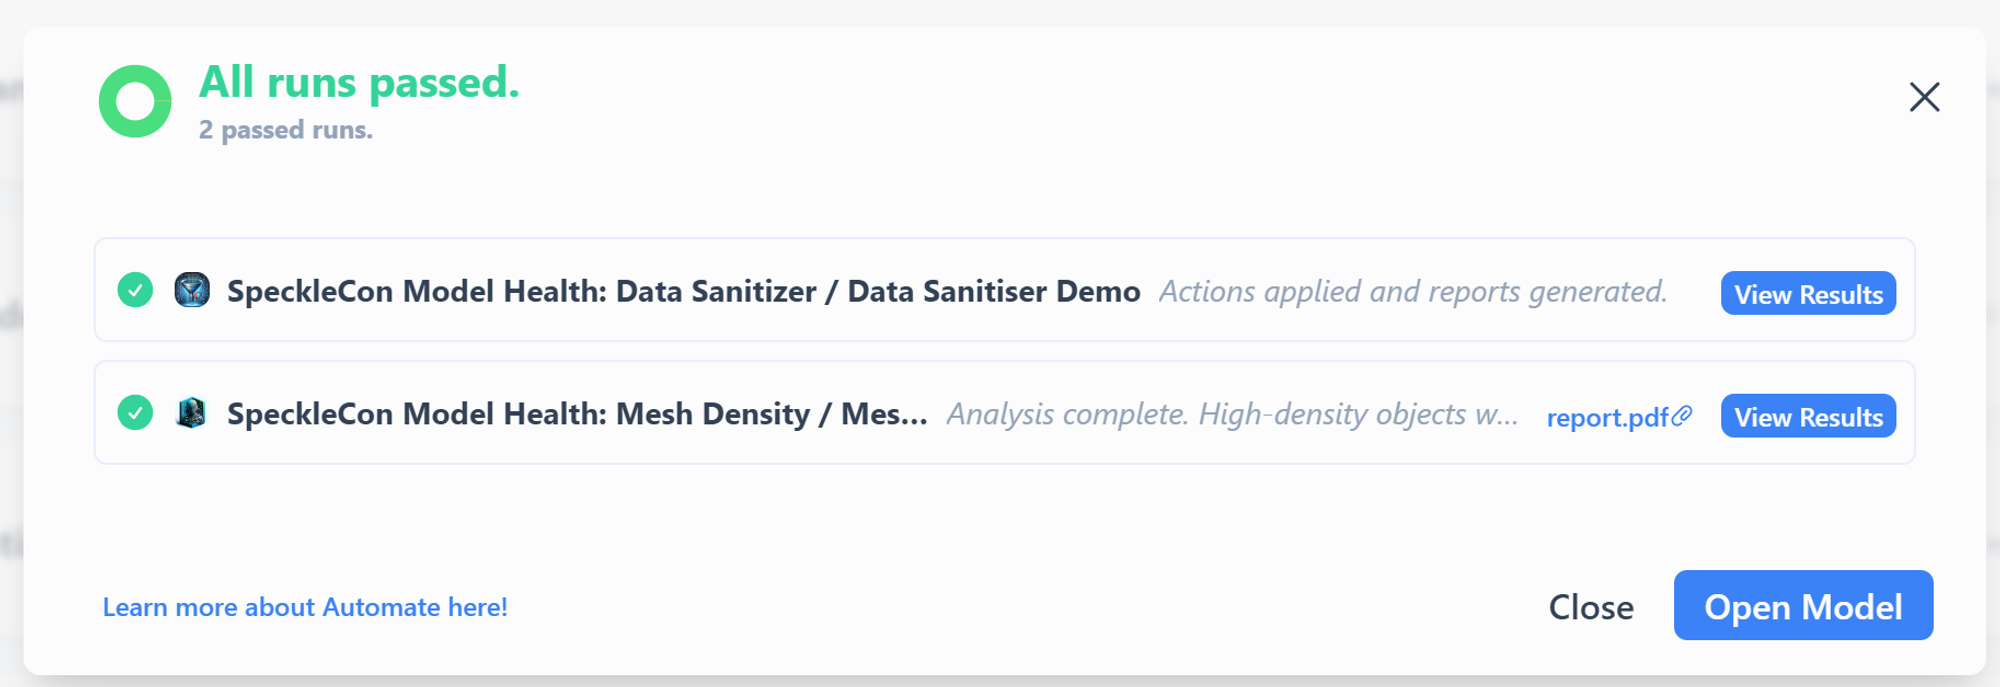 All runs passed.
2 passed runs.
SpeckleCon Model Health: Data Sanitizer / Data Sanitiser Demo Actions applied and reports generated. View Results
SpeckleCon Model Health: Mesh Density / Mes... Analysis complete. High-density objects w... report.pdf View Results
Learn more about Automate here! Close Open Model